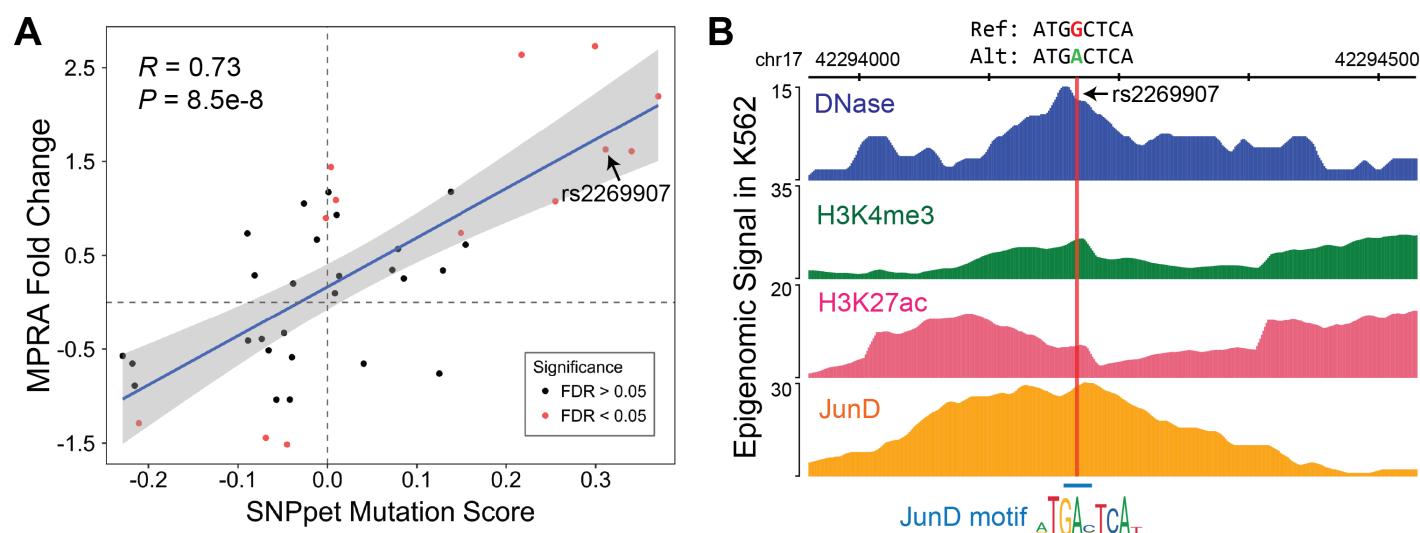 A
R = 0.73
P = 8.5e-8
MPRA Fold Change
2.5
1.5
0.5
-0.5
-1.5
rs2269907
Significance
FDR > 0.05
FDR < 0.05
-0.2 -0.1 0.0 0.1 0.2 0.3
SNPpet Mutation Score
B
Ref: ATGGCTCA
Alt: ATGACTCA
chr17 42294000 42294500
Epigenomic Signal in K562
15
DNase
rs2269907
35
H3K4me3
20
H3K27ac
30
JunD
JunD motif ATGACTCAT